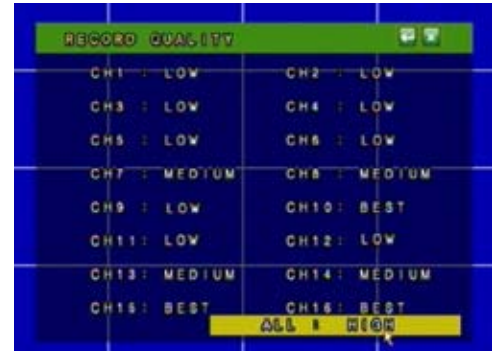 RECORD QUALITY
CH1 : LOW CH2 : LOW
CH3 : LOW CH4 : LOW
CH5 : LOW CH6 : LOW
CH7 : MEDIUM CH8 : MEDIUM
CH9 : LOW CH10: BEST
CH11: LOW CH12: LOW
CH13: MEDIUM CH14: MEDIUM
CH15: BEST CH16: BEST
ALL : HIGH